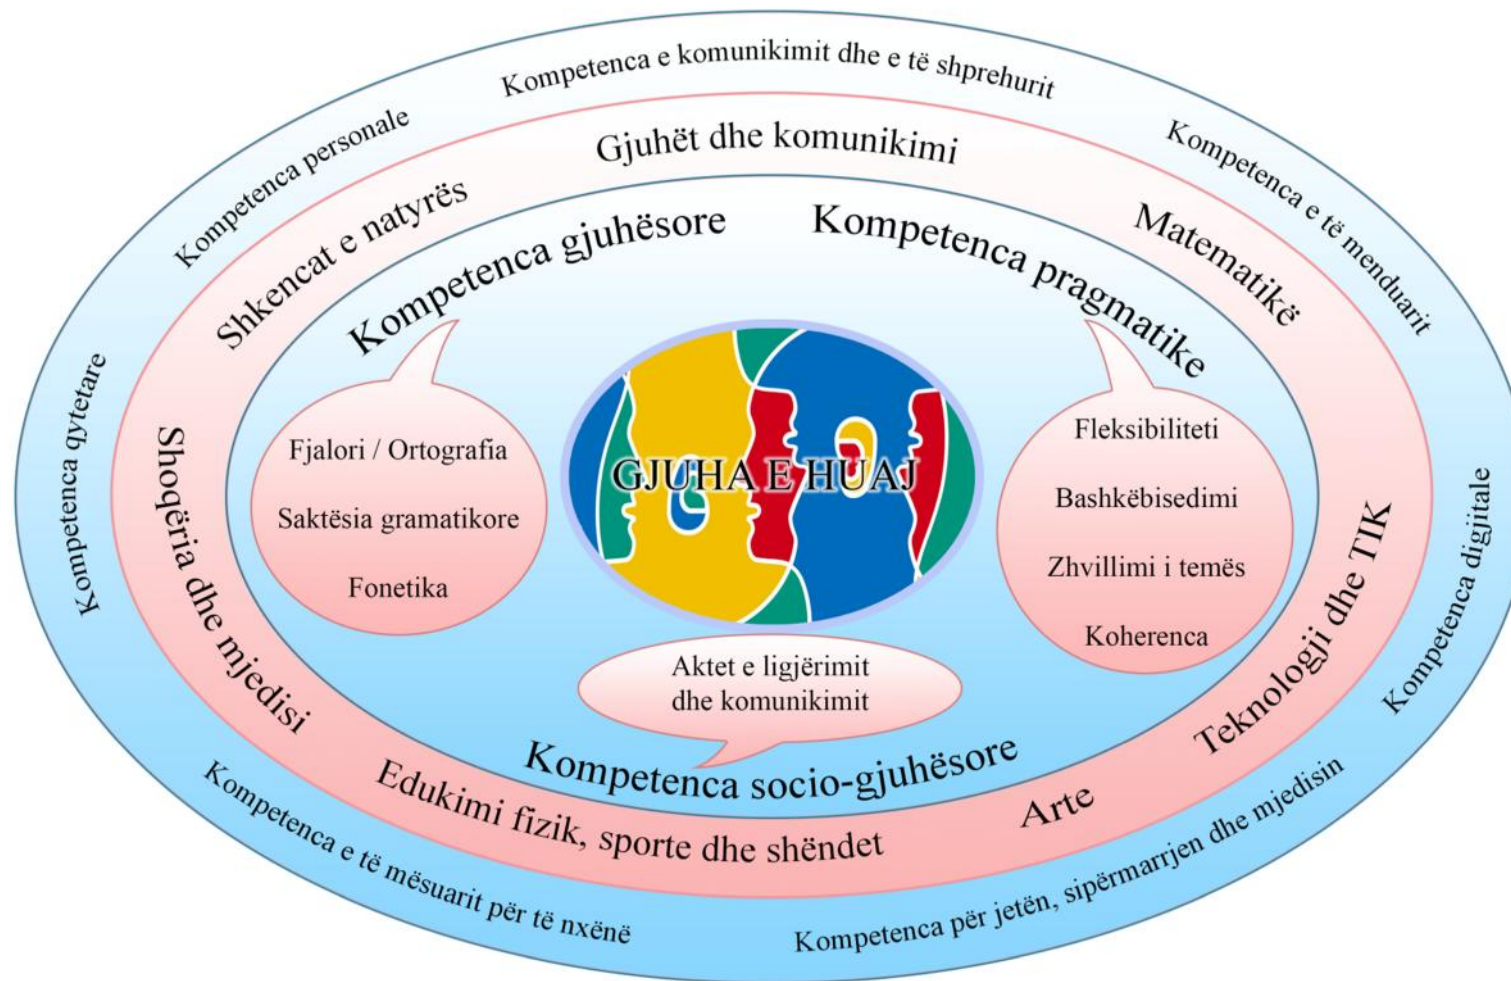 Kompetenca e komunikimit dhe e të shprehurit
Kompetenca personale
Kompetenca e të menduarit
Kompetenca qytetare
Kompetenca digjitale
Kompetenca e të mësuarit për të nxënë
Kompetenca për jetën, sipërmarrjen dhe mjedisin
Gjuhët dhe komunikimi
Shkencat e natyrës
Matematikë
Shoqëria dhe mjedisi
Teknologji dhe TIK
Edukimi fizik, sporte dhe shëndet
Arte
Kompetenca gjuhësore
Kompetenca pragmatike
Fjalori / Ortografia
Saktësia gramatikore
Fonetika
GJUHA E HUAJ
Fleksibiliteti
Bashkëbisedimi
Zhvillimi i temës
Koherenca
Aktet e ligjërimit
dhe komunikimit
Kompetenca socio-gjuhësore